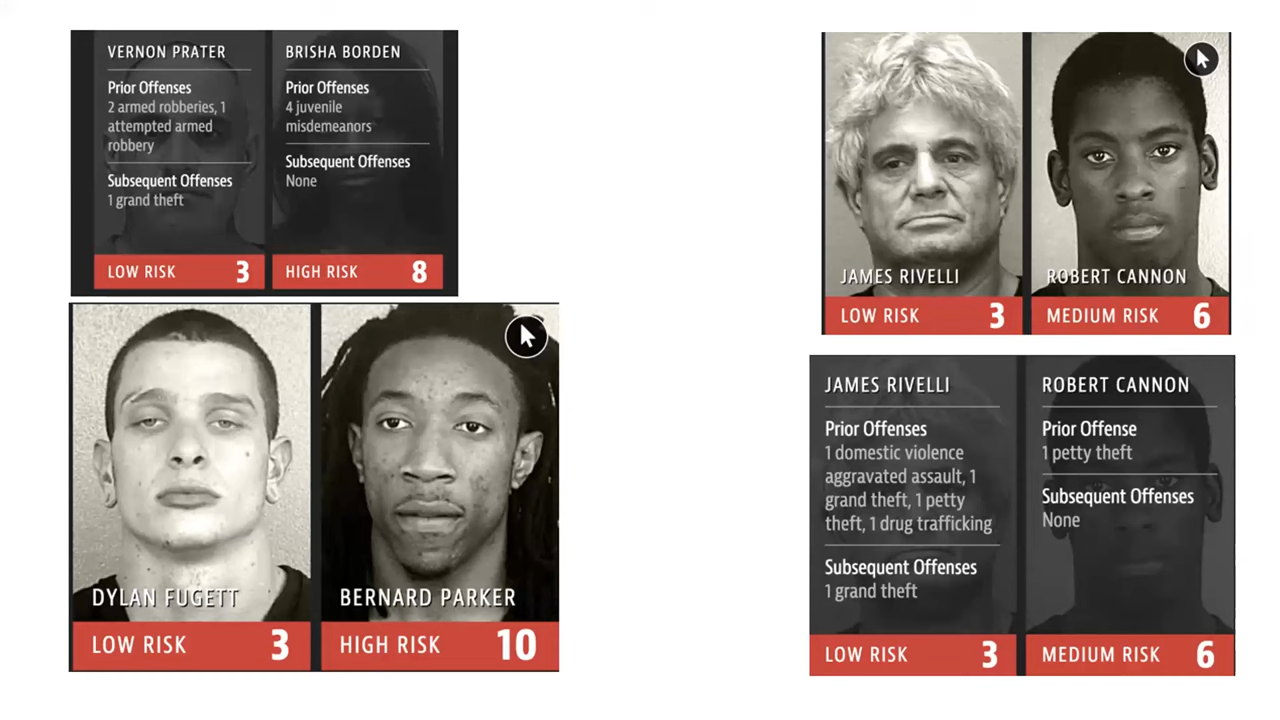 VERNON PRATER
Prior Offenses
2 armed robberies, 1
attempted armed
robbery
Subsequent Offenses
1 grand theft
LOW RISK 3
BRISHA BORDEN
Prior Offenses
4 juvenile
misdemeanors
Subsequent Offenses
None
HIGH RISK 8
DYLAN FUGETT
LOW RISK 3
BERNARD PARKER
HIGH RISK 10
JAMES RIVELLI
LOW RISK 3
ROBERT CANNON
MEDIUM RISK 6
JAMES RIVELLI
Prior Offenses
1 domestic violence
aggravated assault, 1
grand theft, 1 petty
theft, 1 drug trafficking
Subsequent Offenses
1 grand theft
LOW RISK 3
ROBERT CANNON
Prior Offense
1 petty theft
Subsequent Offenses
None
MEDIUM RISK 6